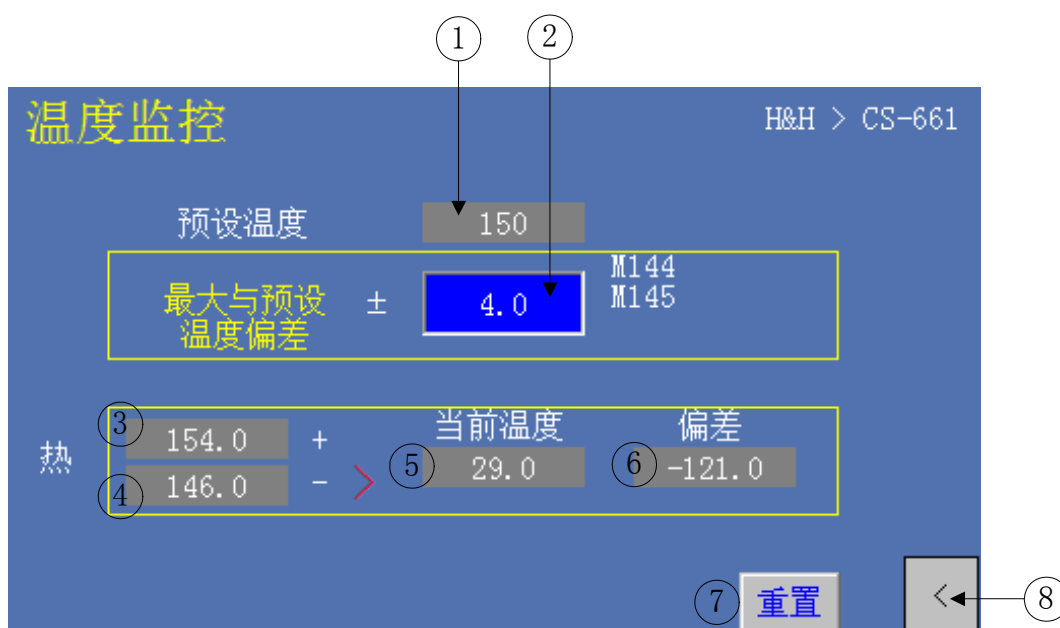 ① ②
温度监控 H&H > CS-661
预设温度 150
最大与预设 ± 4.0 M144
温度偏差 M145
③ 当前温度 偏差
热 154.0 + ⑤ 29.0 ⑥ -121.0
④ 146.0 - >
⑦ 重置 < ⑧